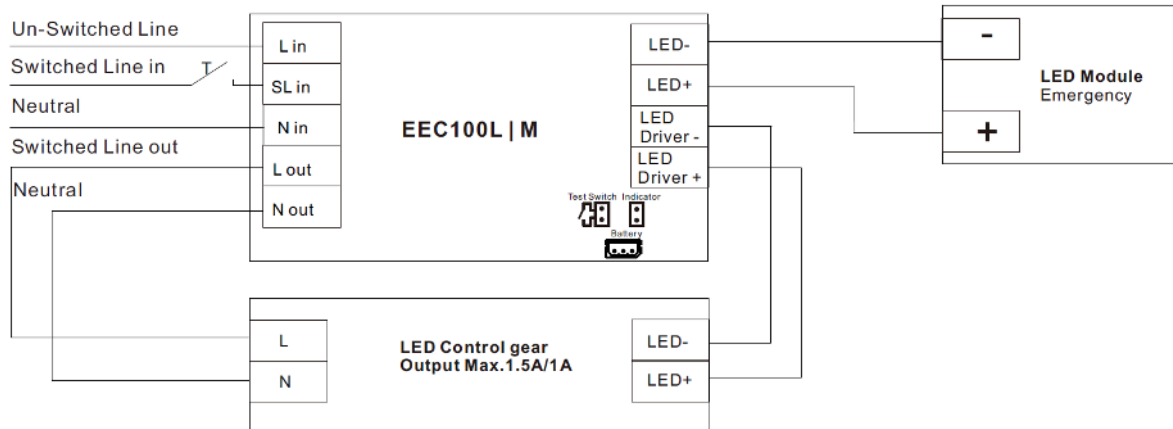 Un-Switched Line
Switched Line in
T
Neutral
Switched Line out
Neutral
L in
SL in
N in
L out
N out
EEC100L | M
LED-
LED+
LED
Driver -
LED
Driver +
Test Switch
Indicator
Battery
-
+
LED Module
Emergency
L
N
LED Control gear
Output Max.1.5A/1A
LED-
LED+